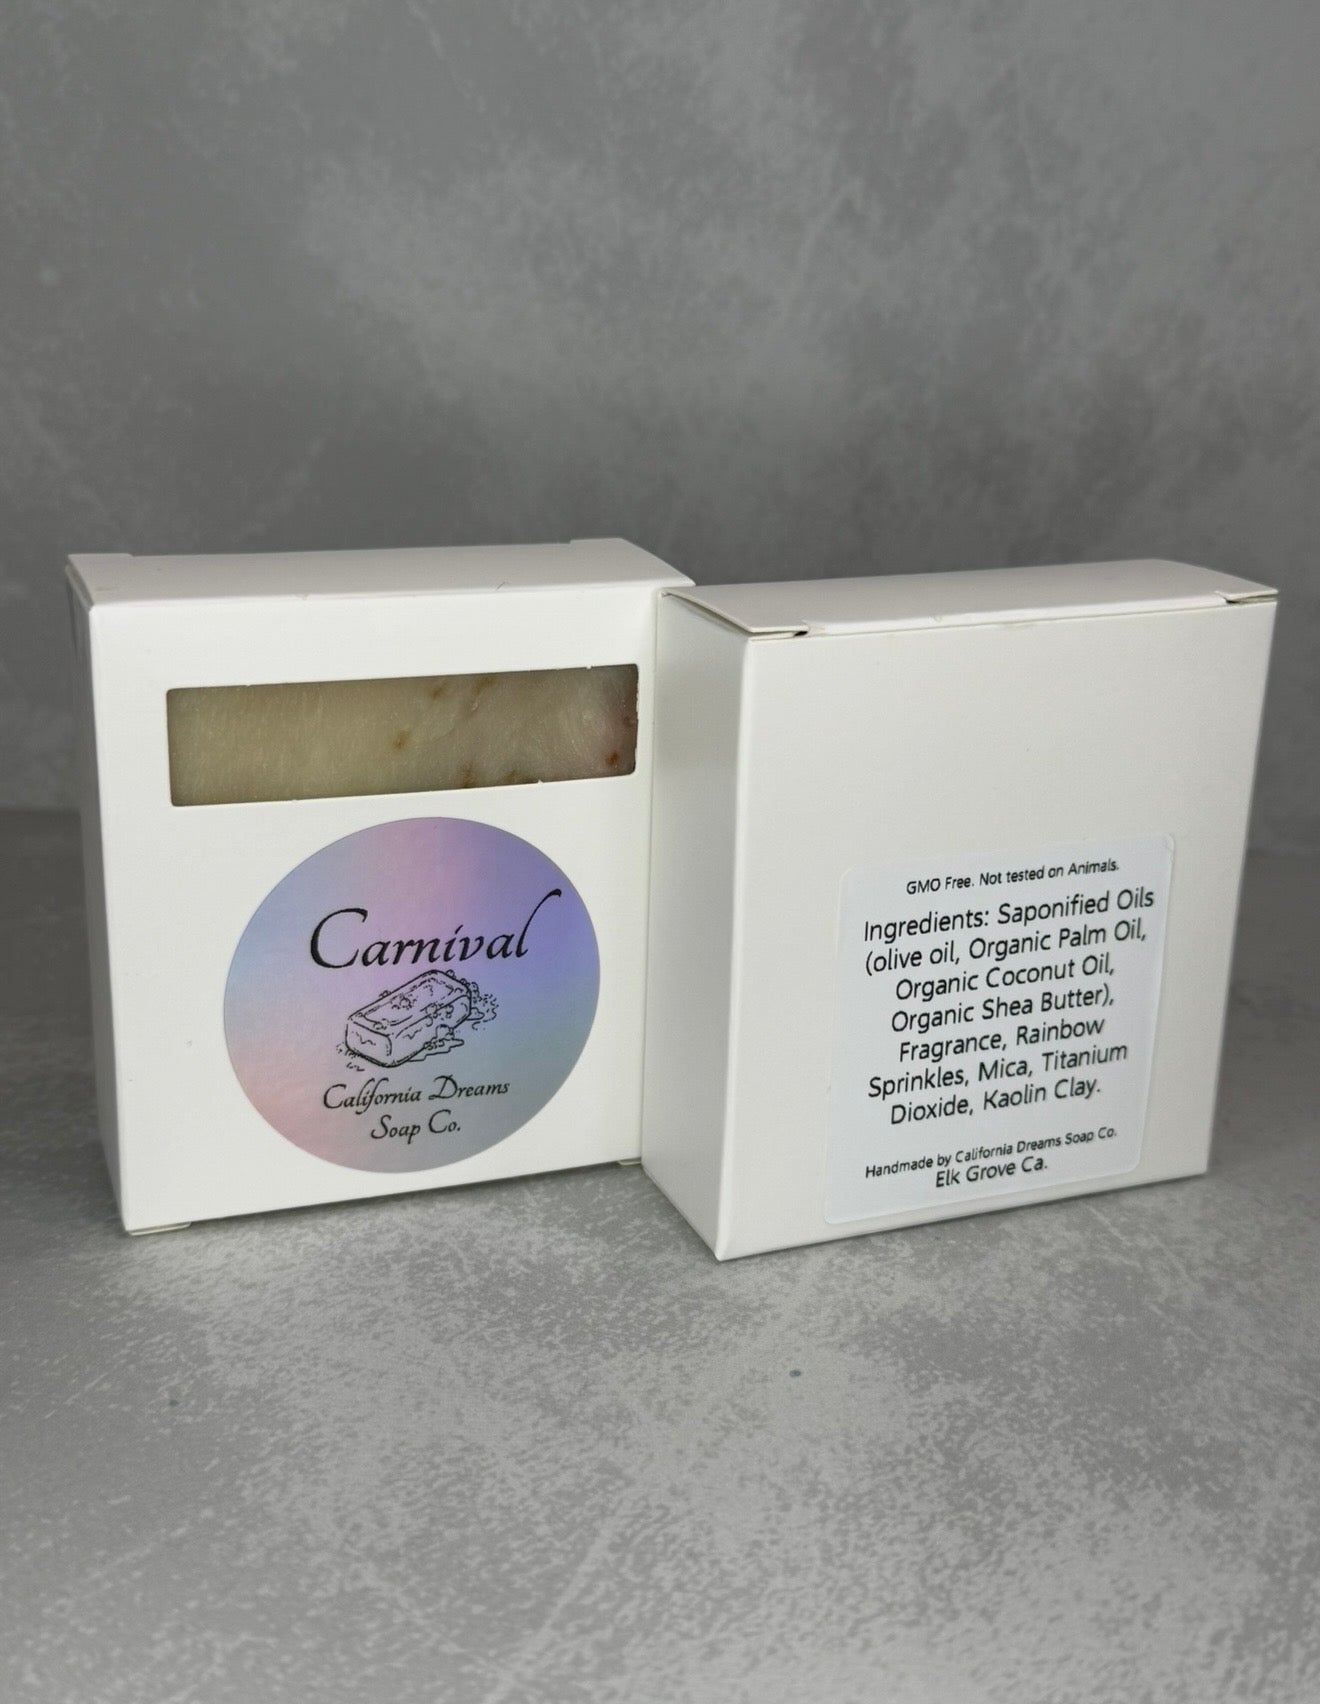 Carnival
California Dreams
Soap Co.
GMO Free. Not tested on Animals.
Ingredients: Saponified Oils
(olive oil, Organic Palm Oil,
Organic Coconut Oil,
Organic Shea Butter),
Fragrance, Rainbow
Sprinkles, Mica, Titanium
Dioxide, Kaolin Clay.
Handmade by California Dreams Soap Co.
Elk Grove Ca.